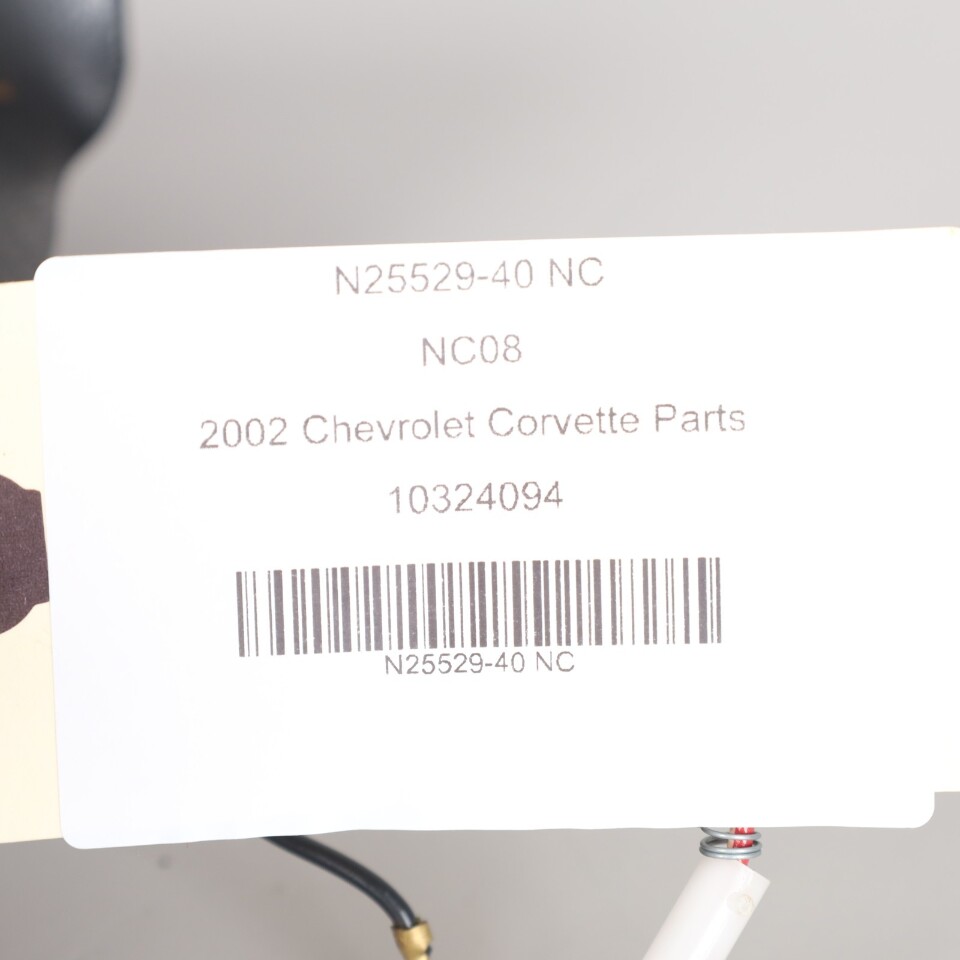 N25529-40 NC
NC08
2002 Chevrolet Corvette Parts
10324094
N25529-40 NC